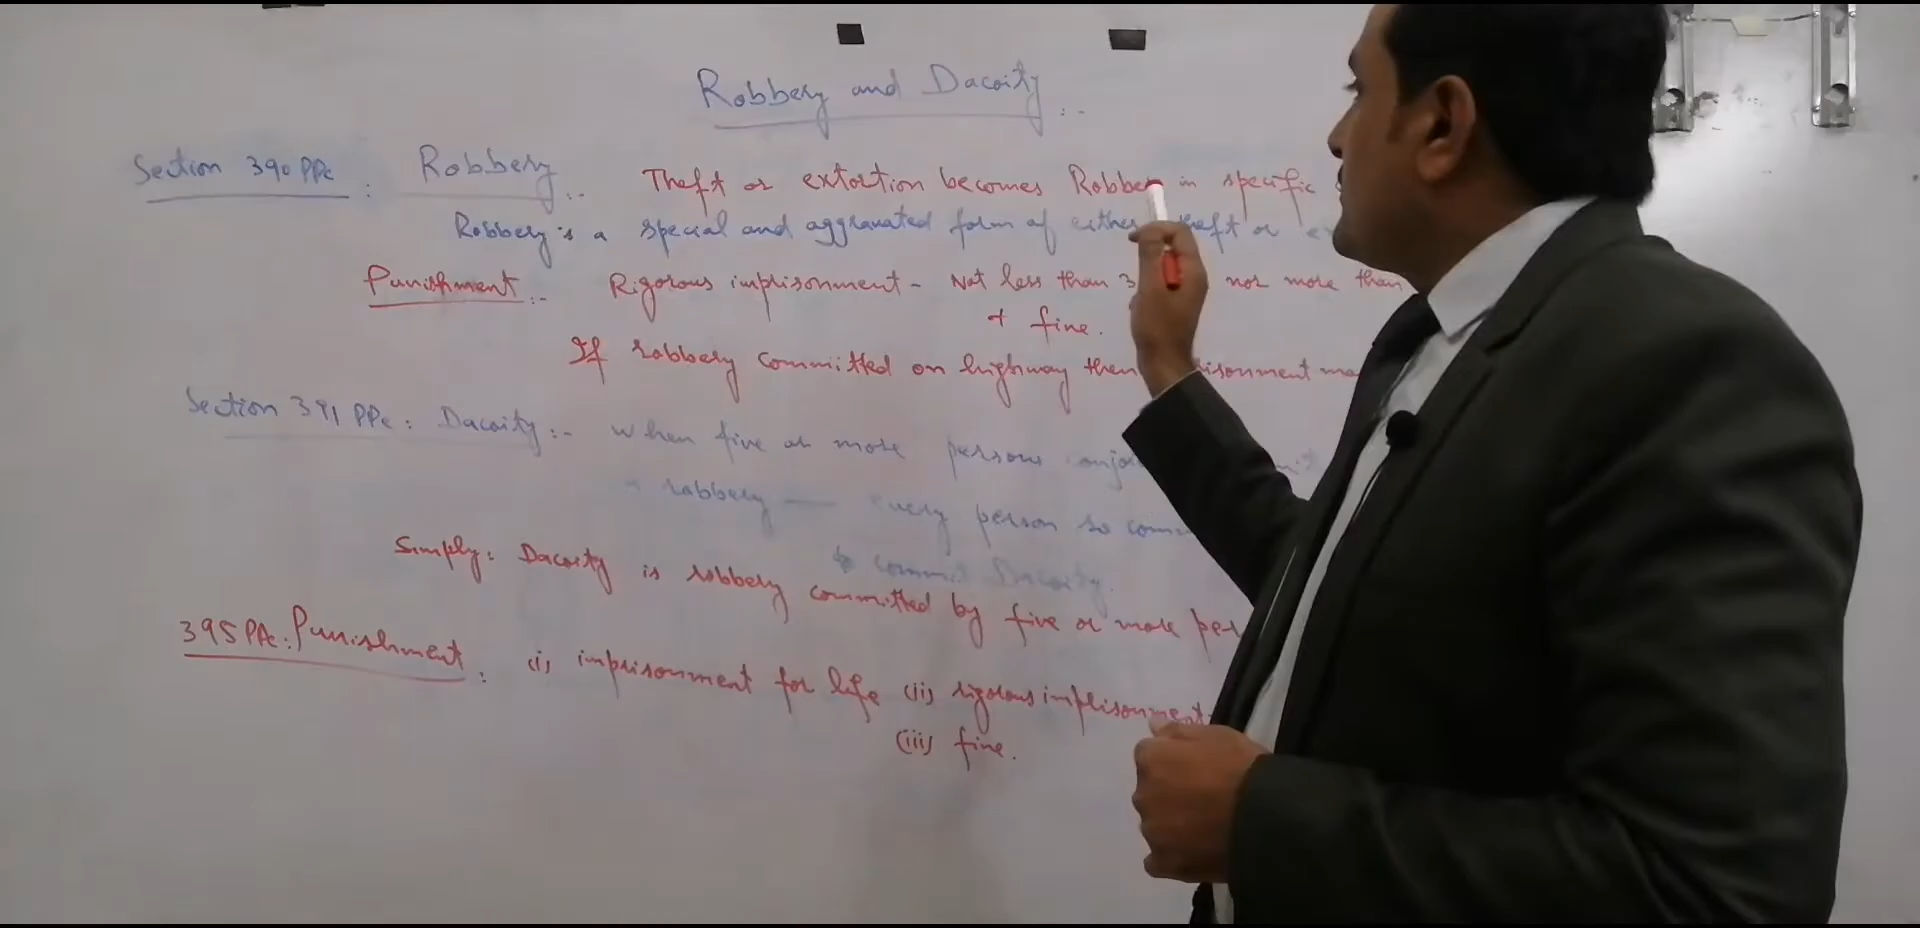 Robbery and Dacoity :-
Section 390 PPC : Robbery :- Theft or extortion becomes Robbery in specific
Robbery is a special and aggravated form of either theft or
Punishment :- Rigorous imprisonment - Not less than 3 nor more than
+ fine.
If robbery committed on highway then
Section 391 PPC : Dacoity :- When five or more persons
robbery — every person so
commit Dacoity.
Simply : Dacoity is robbery committed by five or more
395 PPC : Punishment : (i) imprisonment for life (ii) rigorous imprisonment
(iii) fine.